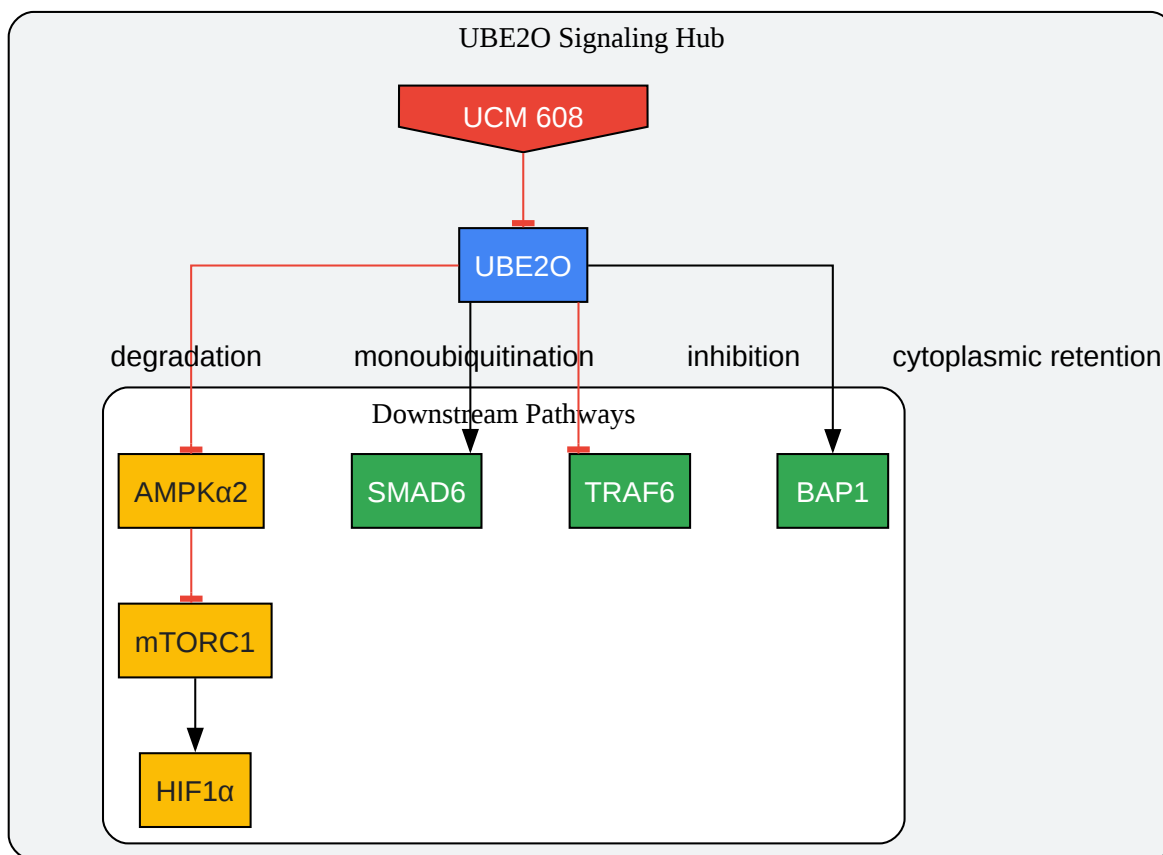 UBE2O Signaling Hub
UCM 608
UBE2O
degradation
monoubiquitination
inhibition
cytoplasmic retention
Downstream Pathways
AMPKα2
SMAD6
TRAF6
BAP1
mTORC1
HIF1α